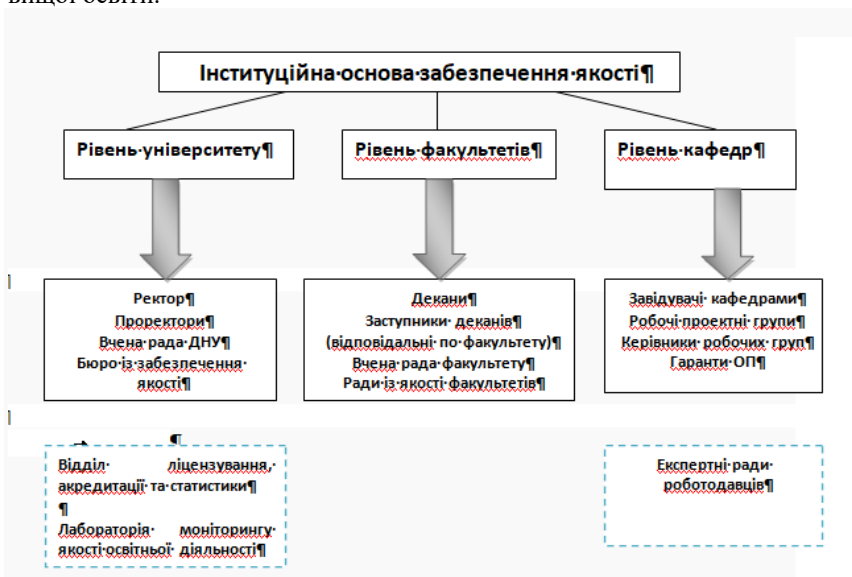 вищої освіти.
Інституційна·основа·забезпечення·якості¶
Рівень·університету¶
Рівень·факультетів¶
Рівень·кафедр¶
Ректор¶
Проректори¶
Вчена·рада·ДНУ¶
Бюро·із·забезпечення·
якості¶
Декани¶
Заступники· деканів¶
(відповідальні· по·факультету)¶
Вчена·рада·факультету¶
Ради·із·якості·факультетів¶
Завідувачі· кафедрами¶
Робочі·проектні· групи¶
Керівники· робочих· груп¶
Гаранти·ОП¶
¶
¶
¶
Відділ· ліцензування,·
акредитації·та·статистики¶
¶
Лабораторія· моніторингу·
якості·освітньої· діяльності¶
Експертні·ради·
роботодавців¶